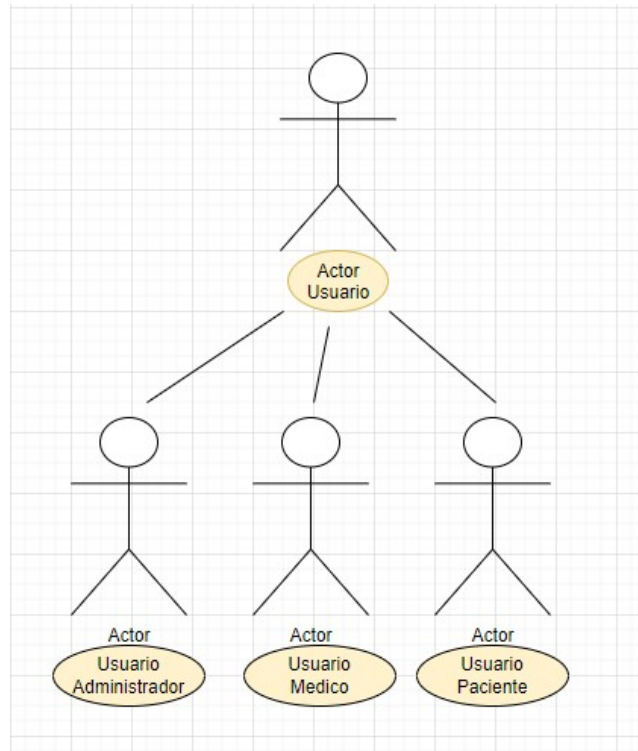 Actor
Usuario
Actor
Actor
Actor
Usuario
Administrador
Usuario
Medico
Usuario
Paciente